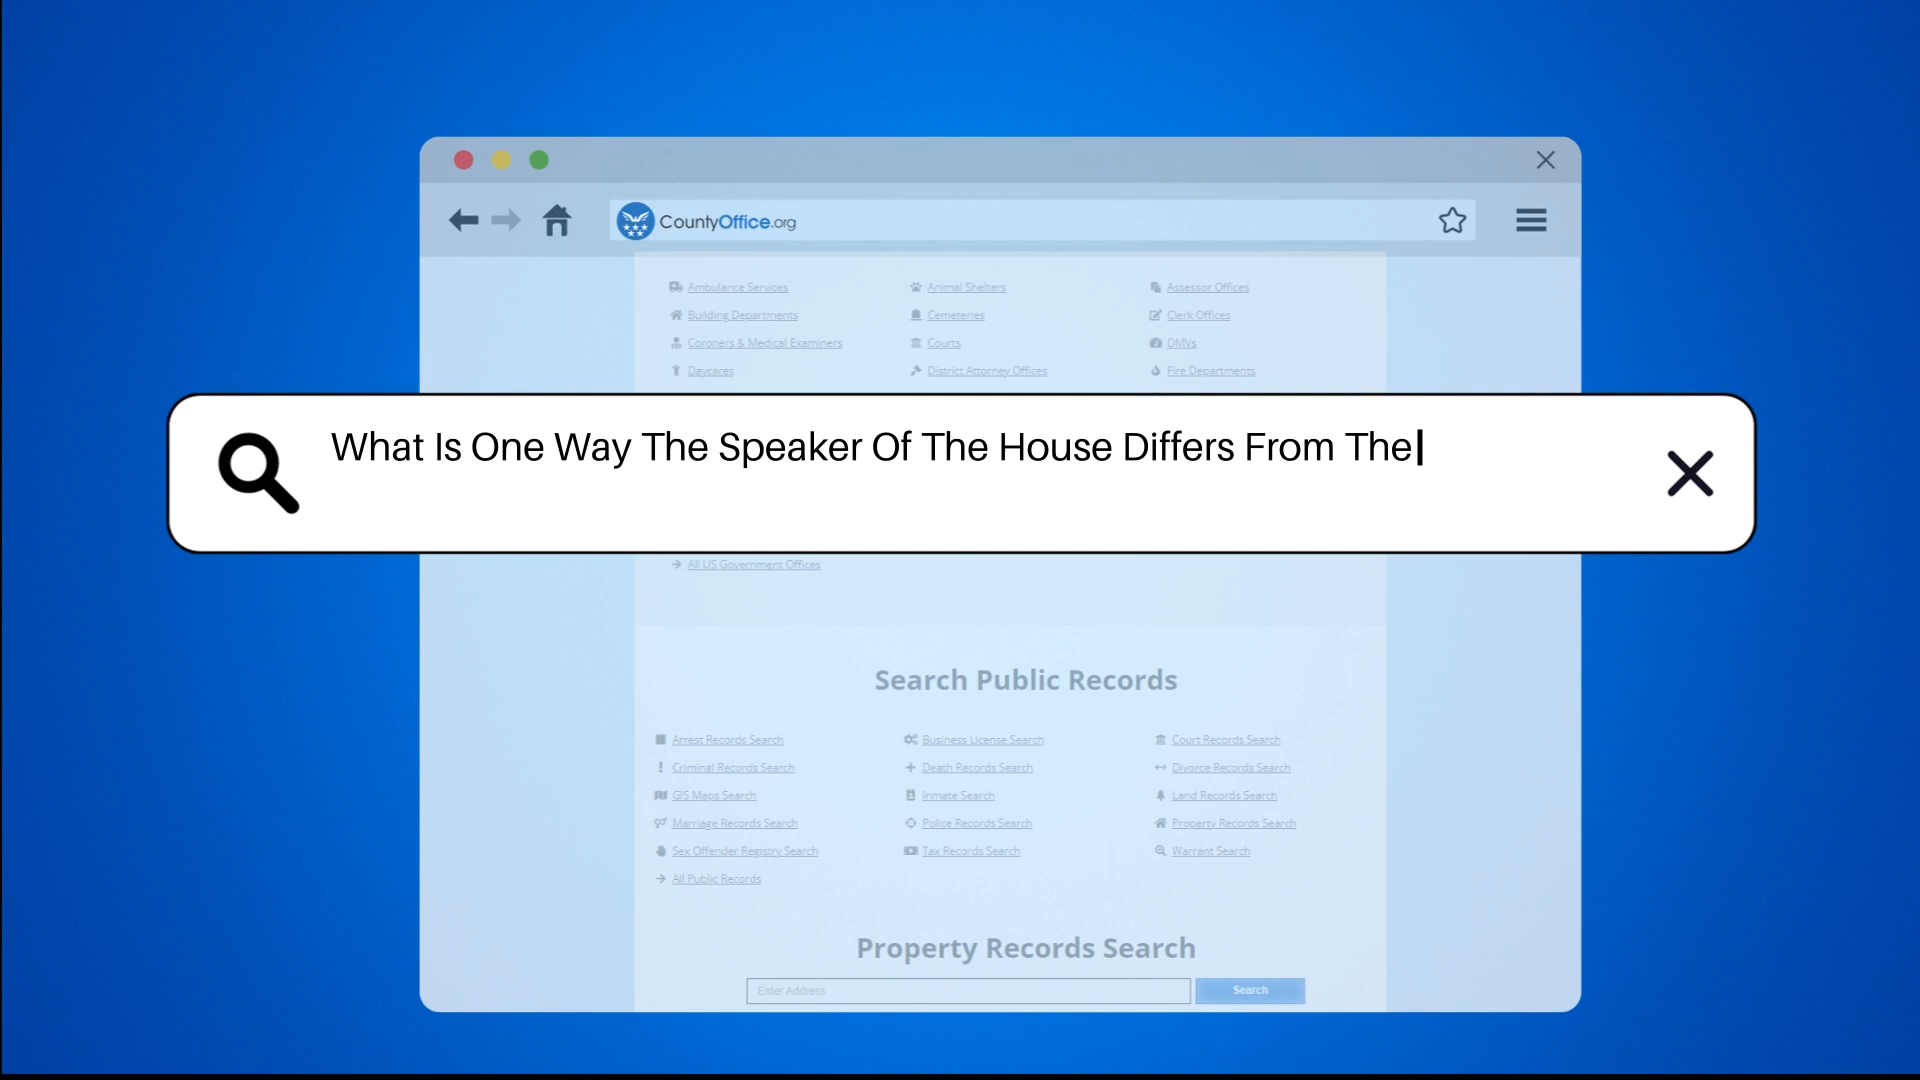 CountyOffice.org
Ambulance Services Animal Shelters Assessor Offices
Building Departments Cemeteries Clerk Offices
Coroners & Medical Examiners Courts DMVs
Daycares District Attorney Offices Fire Departments
What Is One Way The Speaker Of The House Differs From The
All US Government Offices
Search Public Records
Arrest Records Search Business License Search Court Records Search
Criminal Records Search Death Records Search Divorce Records Search
GIS Maps Search Inmate Search Land Records Search
Marriage Records Search Police Records Search Property Records Search
Sex Offender Registry Search Tax Records Search Warrant Search
All Public Records
Property Records Search
Enter Address Search